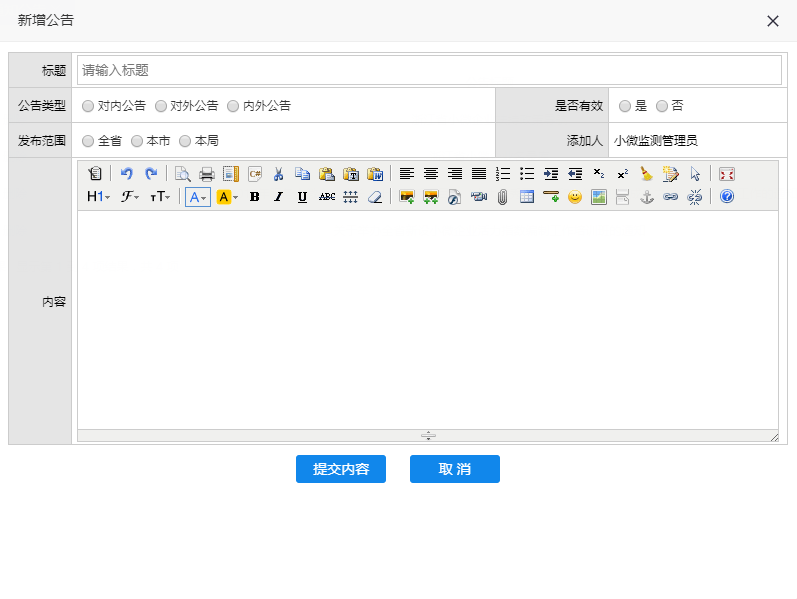 新增公告
标题 请输入标题
公告类型 对内公告 对外公告 内外公告 是否有效 是 否
发布范围 全省 本市 本局 添加人 小微监测管理员
H1 F TT A A B I U ABC
内容
提交内容 取 消